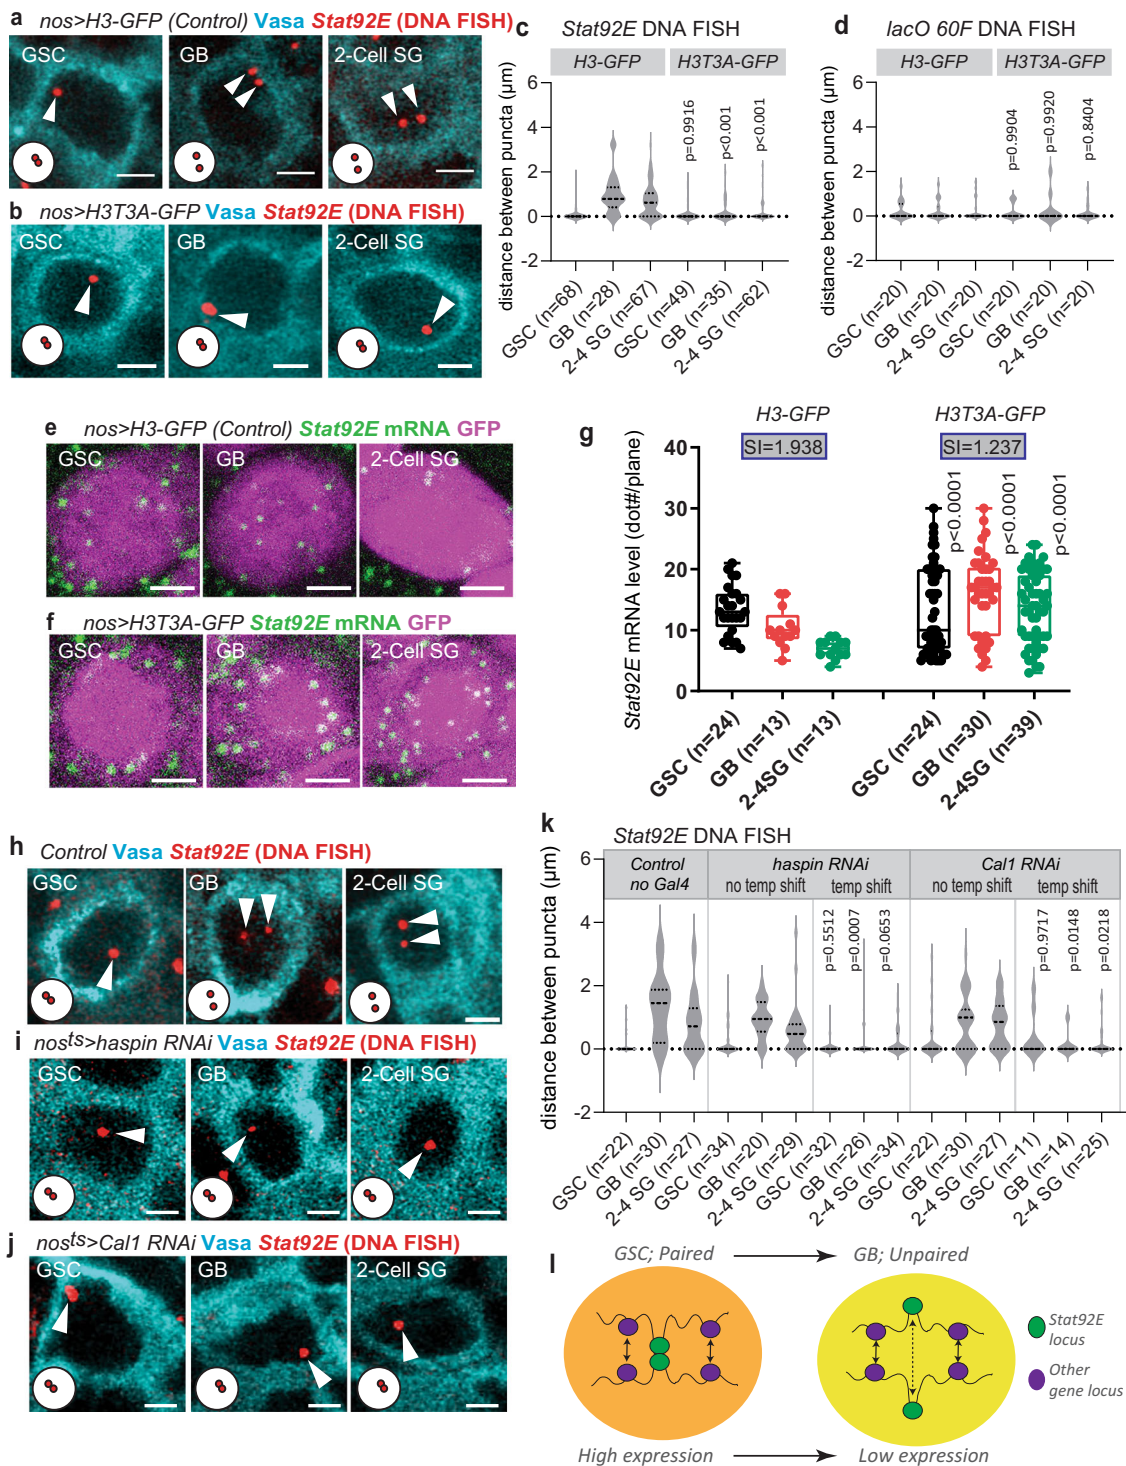 a nos>H3-GFP (Control) Vasa Stat92E (DNA FISH)
GSC
GB
2-Cell SG
b nos>H3T3A-GFP Vasa Stat92E (DNA FISH)
GSC
GB
2-Cell SG
c Stat92E DNA FISH
H3-GFP H3T3A-GFP
distance between puncta (µm)
6
4
2
0
-2
p=0.9916
p<0.001
p<0.001
GSC (n=68)
GB (n=28)
2-4 SG (n=67)
GSC (n=49)
GB (n=35)
2-4 SG (n=62)
d lacO 60F DNA FISH
H3-GFP H3T3A-GFP
distance between puncta (µm)
6
4
2
0
-2
p=0.9904
p=0.9920
p=0.8404
GSC (n=20)
GB (n=20)
2-4 SG (n=20)
GSC (n=20)
GB (n=20)
2-4 SG (n=20)
e nos>H3-GFP (Control) Stat92E mRNA GFP
GSC
GB
2-Cell SG
f nos>H3T3A-GFP Stat92E mRNA GFP
GSC
GB
2-Cell SG
g
H3-GFP H3T3A-GFP
SI=1.938 SI=1.237
Stat92E mRNA level (dot#/plane)
40
30
20
10
0
p<0.0001
p<0.0001
p<0.0001
GSC (n=24)
GB (n=13)
2-4SG (n=13)
GSC (n=24)
GB (n=30)
2-4SG (n=39)
h Control Vasa Stat92E (DNA FISH)
GSC
GB
2-Cell SG
i nosts>haspin RNAi Vasa Stat92E (DNA FISH)
GSC
GB
2-Cell SG
j nosts>Cal1 RNAi Vasa Stat92E (DNA FISH)
GSC
GB
2-Cell SG
k Stat92E DNA FISH
Control haspin RNAi Cal1 RNAi
no Gal4 no temp shift temp shift no temp shift temp shift
distance between puncta (µm)
6
4
2
0
-2
p=0.5512
p=0.0007
p=0.0653
p=0.9717
p=0.0148
p=0.0218
GSC (n=22)
GB (n=30)
2-4 SG (n=27)
GSC (n=34)
GB (n=20)
2-4 SG (n=29)
GSC (n=32)
GB (n=26)
2-4 SG (n=34)
GSC (n=22)
GB (n=30)
2-4 SG (n=27)
GSC (n=11)
GB (n=14)
2-4 SG (n=25)
l GSC; Paired GB; Unpaired
Stat92E
locus
Other
gene locus
High expression Low expression